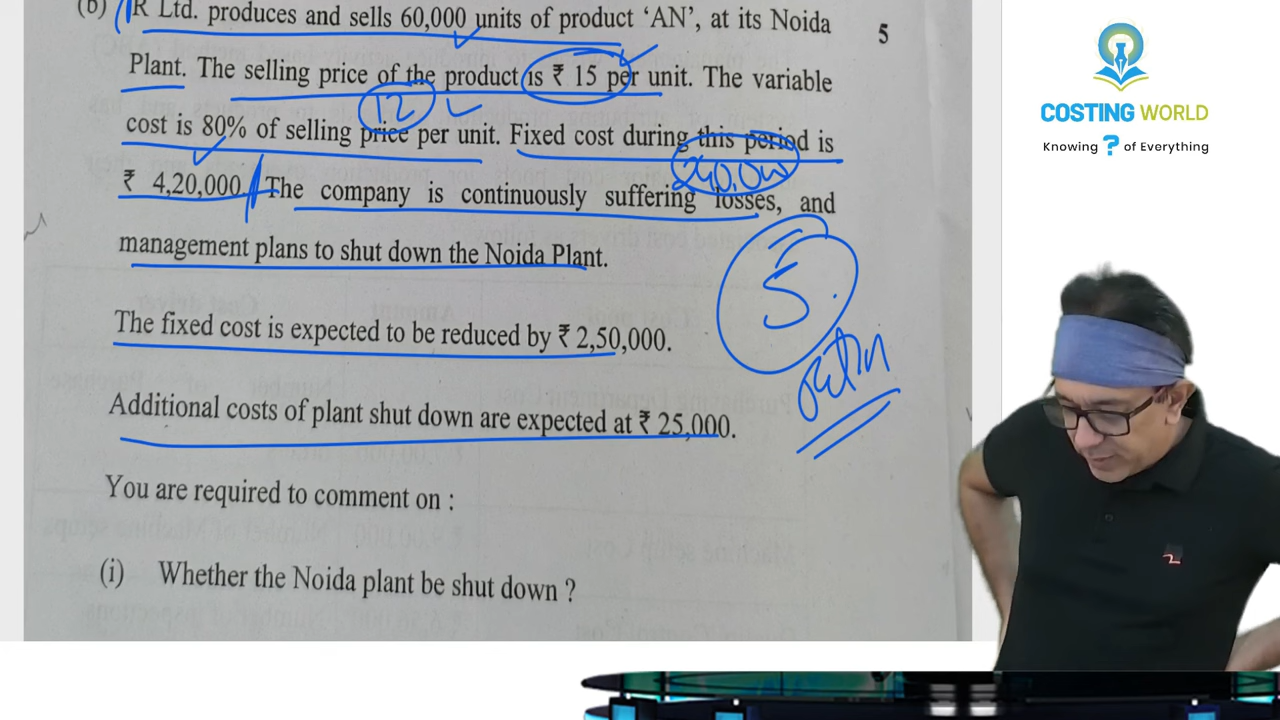 (b) R Ltd. produces and sells 60,000 units of product ‘AN’, at its Noida 5
Plant. The selling price of the product is ₹ 15 per unit. The variable
12
cost is 80% of selling price per unit. Fixed cost during this period is
240,000
₹ 4,20,000. The company is continuously suffering losses, and
management plans to shut down the Noida Plant.
5
The fixed cost is expected to be reduced by ₹ 2,50,000.
Additional costs of plant shut down are expected at ₹ 25,000.
You are required to comment on :
(i) Whether the Noida plant be shut down ?
COSTING WORLD
Knowing ? of Everything